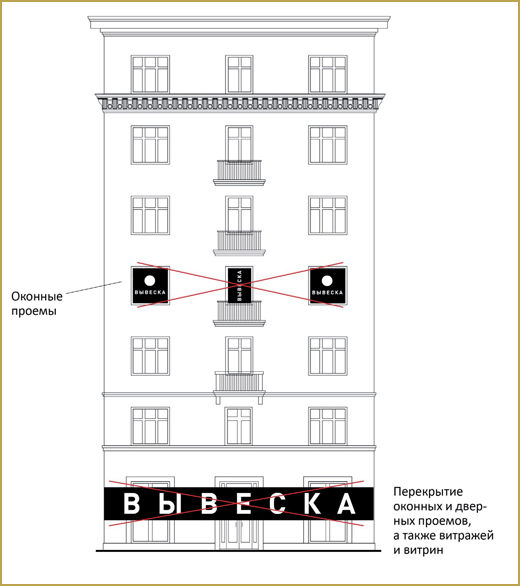 ВЫВЕСКА
ВЫВЕСКА
ВЫВЕСКА
Оконные
проемы
ВЫВЕСКА
Перекрытие
оконных и двер-
ных проемов,
а также витражей
и витрин